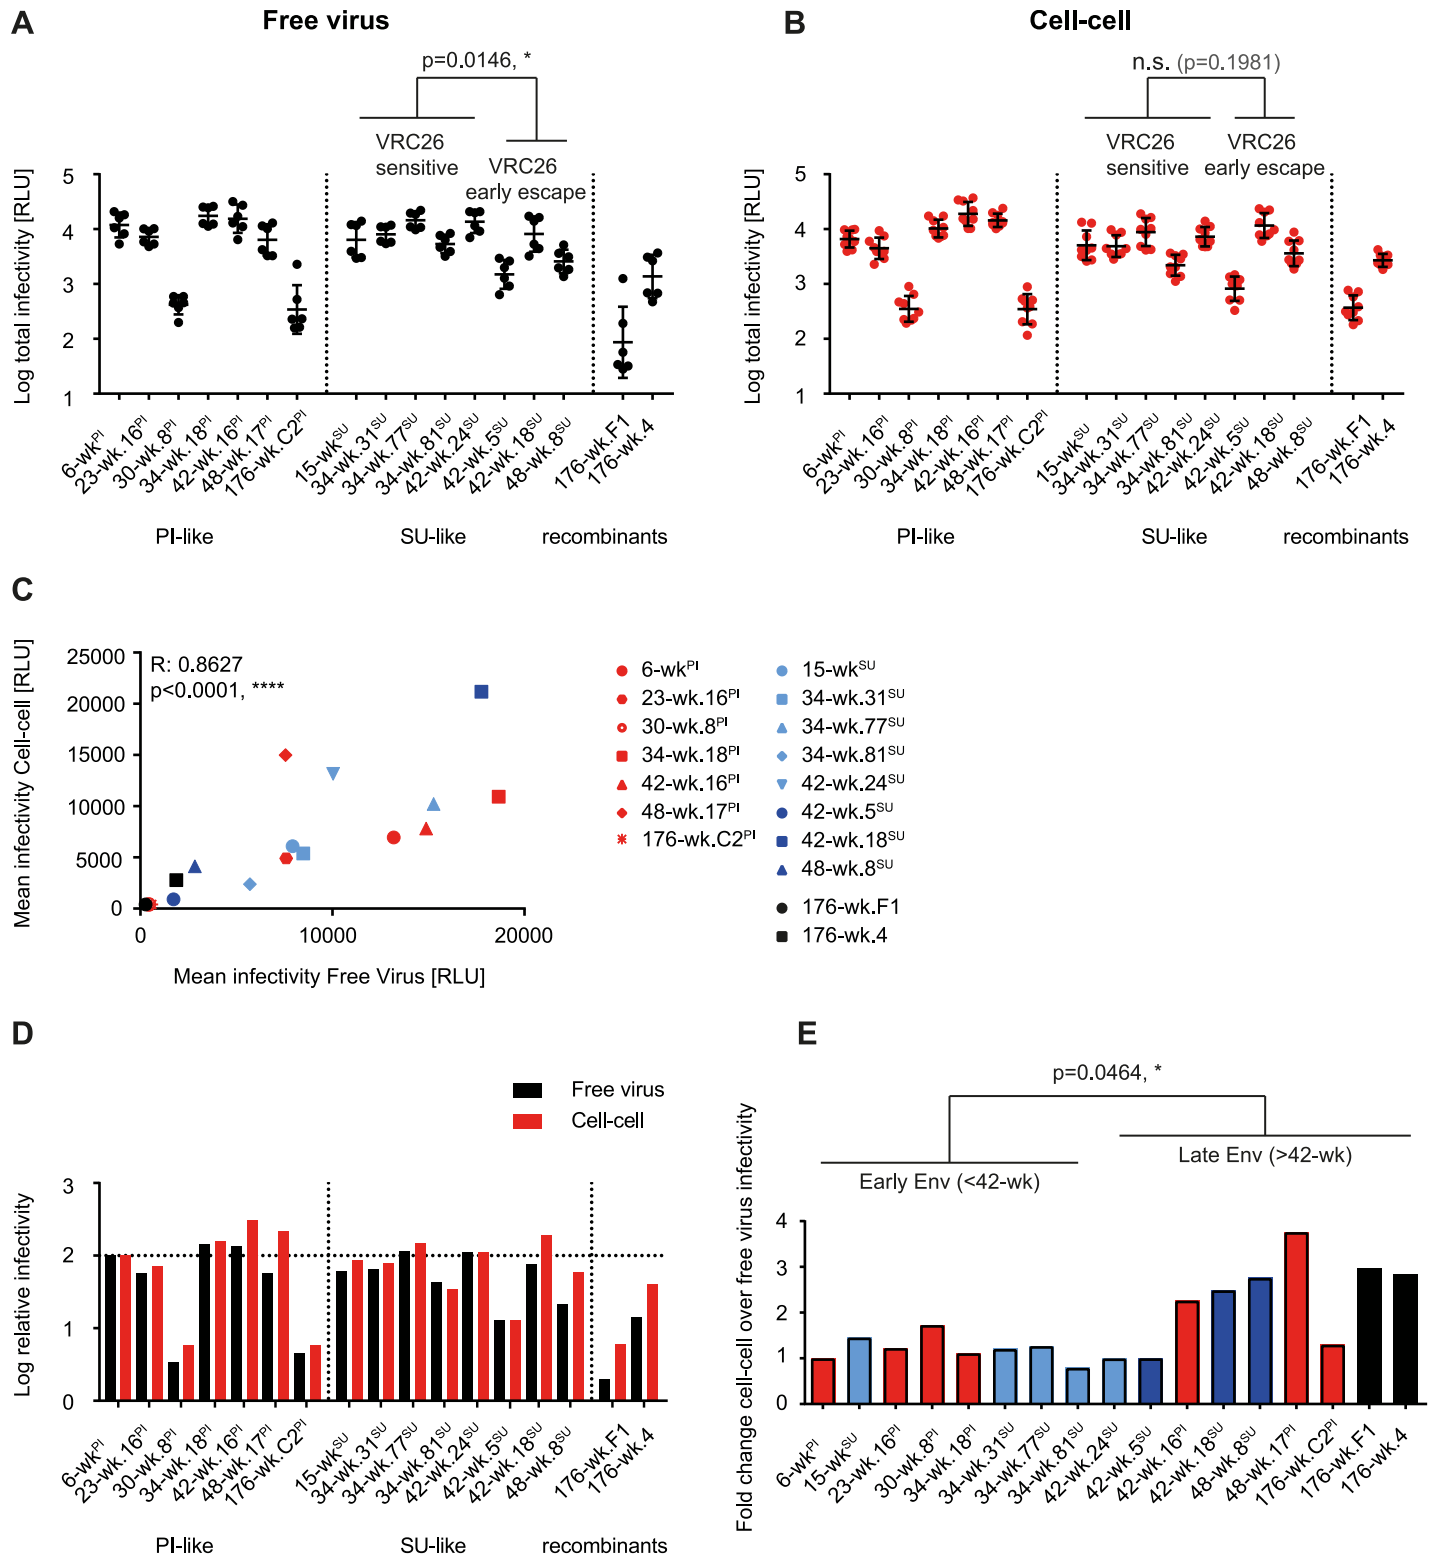 A
Free virus
p=0.0146, *
VRC26
sensitive
VRC26
early escape
Log total infectivity [RLU]
5
4
3
2
1
6-wkPI
23-wk.16PI
30-wk.8PI
34-wk.18PI
42-wk.16PI
48-wk.17PI
176-wk.C2PI
15-wkSU
34-wk.31SU
34-wk.77SU
34-wk.81SU
42-wk.24SU
42-wk.5SU
42-wk.18SU
48-wk.8SU
176-wk.F1
176-wk.4
PI-like
SU-like
recombinants
B
Cell-cell
n.s. (p=0.1981)
VRC26
sensitive
VRC26
early escape
Log total infectivity [RLU]
5
4
3
2
1
6-wkPI
23-wk.16PI
30-wk.8PI
34-wk.18PI
42-wk.16PI
48-wk.17PI
176-wk.C2PI
15-wkSU
34-wk.31SU
34-wk.77SU
34-wk.81SU
42-wk.24SU
42-wk.5SU
42-wk.18SU
48-wk.8SU
176-wk.F1
176-wk.4
PI-like
SU-like
recombinants
C
Mean infectivity Cell-cell [RLU]
25000
20000
15000
10000
5000
0
R: 0.8627
p<0.0001, ****
0
10000
20000
Mean infectivity Free Virus [RLU]
6-wkPI
23-wk.16PI
30-wk.8PI
34-wk.18PI
42-wk.16PI
48-wk.17PI
176-wk.C2PI
15-wkSU
34-wk.31SU
34-wk.77SU
34-wk.81SU
42-wk.24SU
42-wk.5SU
42-wk.18SU
48-wk.8SU
176-wk.F1
176-wk.4
D
Free virus
Cell-cell
Log relative infectivity
3
2
1
0
6-wkPI
23-wk.16PI
30-wk.8PI
34-wk.18PI
42-wk.16PI
48-wk.17PI
176-wk.C2PI
15-wkSU
34-wk.31SU
34-wk.77SU
34-wk.81SU
42-wk.24SU
42-wk.5SU
42-wk.18SU
48-wk.8SU
176-wk.F1
176-wk.4
PI-like
SU-like
recombinants
E
p=0.0464, *
Early Env (<42-wk)
Late Env (>42-wk)
Fold change cell-cell over free virus infectivity
4
3
2
1
0
6-wkPI
15-wkSU
23-wk.16PI
30-wk.8PI
34-wk.18PI
34-wk.31SU
34-wk.77SU
34-wk.81SU
42-wk.24SU
42-wk.5SU
42-wk.16PI
42-wk.18SU
48-wk.8SU
48-wk.17PI
176-wk.C2PI
176-wk.F1
176-wk.4